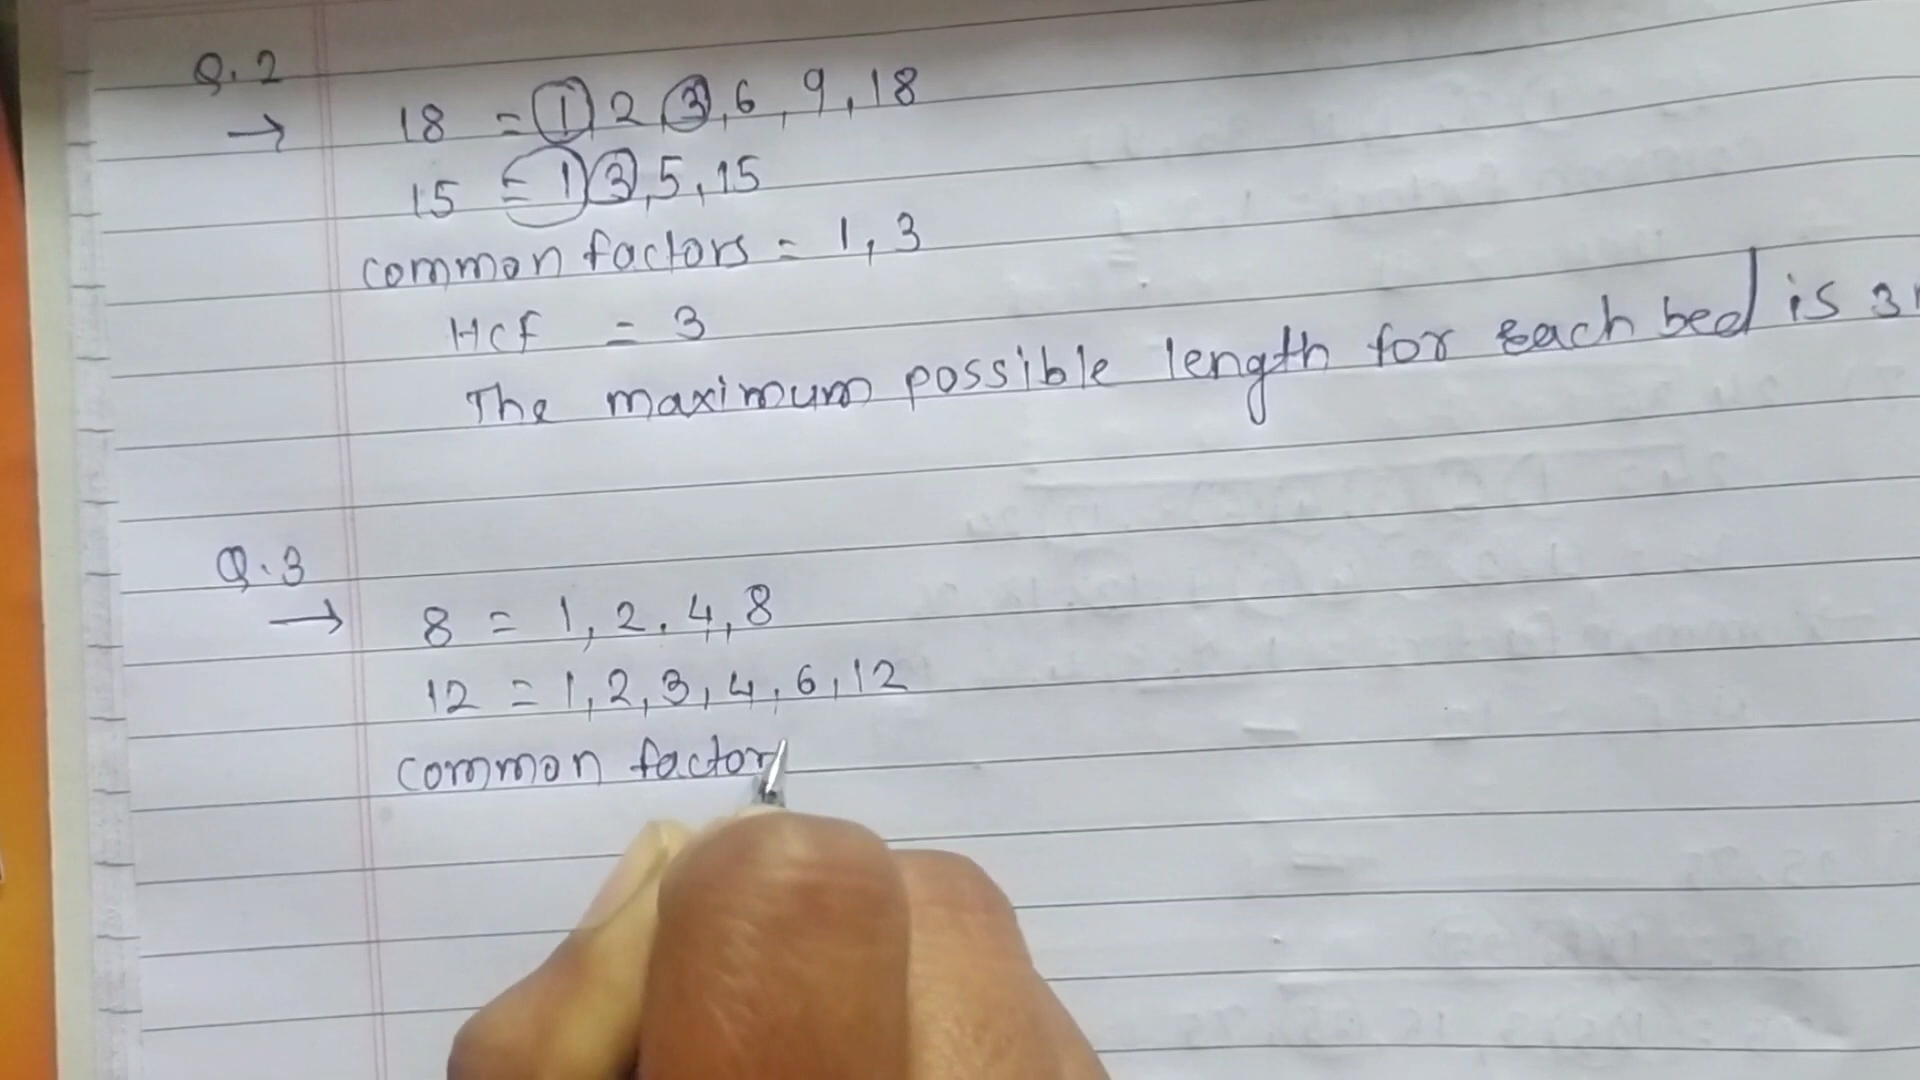 Q.2
→ 18 = 1, 2, 3, 6, 9, 18
15 = 1, 3, 5, 15
common factors = 1, 3
HCF = 3
The maximum possible length for each bed is 3
Q.3
→ 8 = 1, 2, 4, 8
12 = 1, 2, 3, 4, 6, 12
common factor